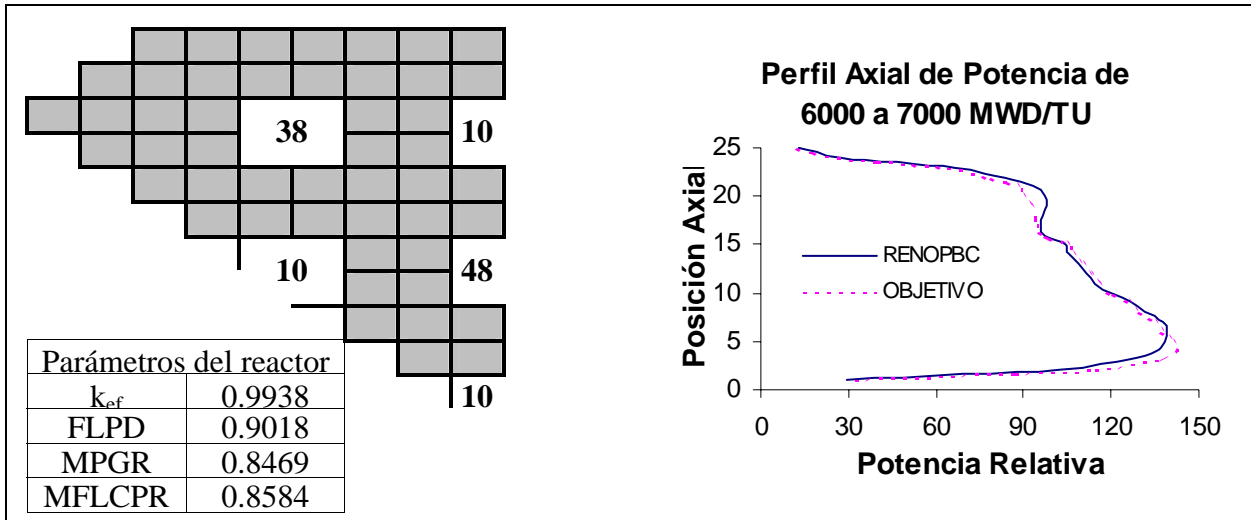 38
10
10
48
10
Parámetros del reactor
kef 0.9938
FLPD 0.9018
MPGR 0.8469
MFLCPR 0.8584
Perfil Axial de Potencia de
6000 a 7000 MWD/TU
Posición Axial
25
20
15
10
5
0
RENOPBC
OBJETIVO
0 30 60 90 120 150
Potencia Relativa